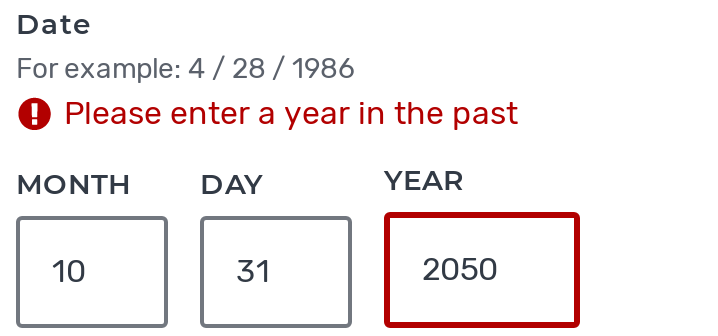 Date
For example: 4 / 28 / 1986
Please enter a year in the past
MONTH DAY YEAR
10 31 2050